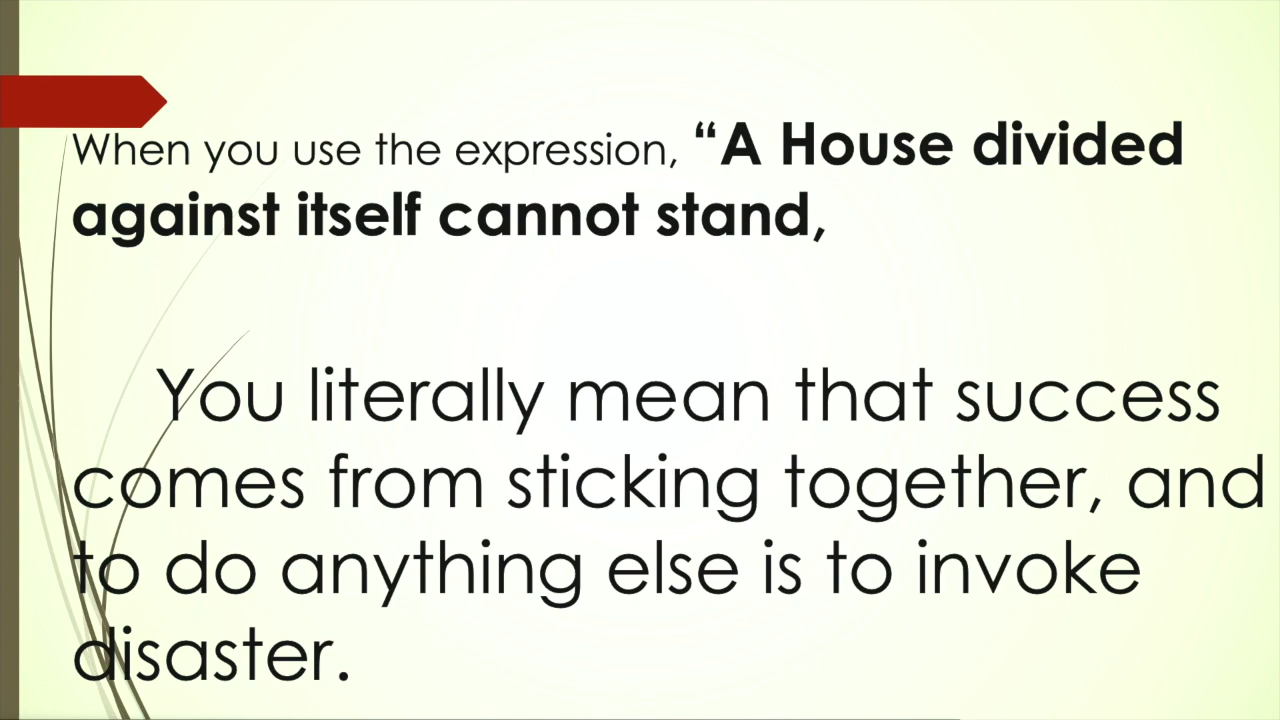 When you use the expression, “A House divided
against itself cannot stand,
You literally mean that success
comes from sticking together, and
to do anything else is to invoke
disaster.